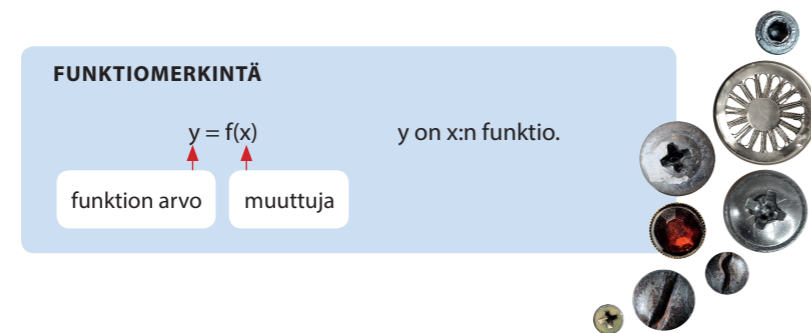 FUNKTIOMERKINTÄ
y = f(x)
y on x:n funktio.
funktion arvo
muuttuja